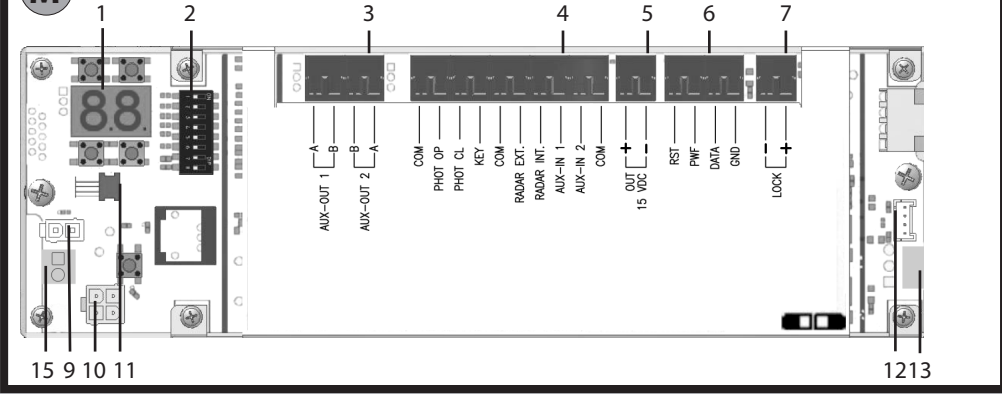 M
1 2 3 4 5 6 7
88
A B B A
AUX-OUT 1
AUX-OUT 2
COM
PHOT OP
PHOT CL
KEY
COM
RADAR EXT.
RADAR INT.
AUX-IN 1
AUX-IN 2
COM
+ -
OUT
15 VDC
RST
PWF
DATA
GND
- +
LOCK
15 9 10 11 12 13